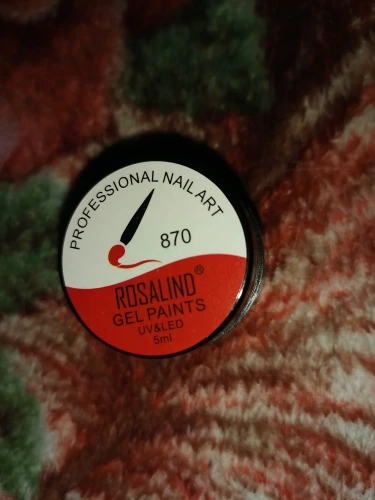 PROFESSIONAL NAIL ART
870
ROSALIND®
GEL PAINTS
UV&LED
5ml